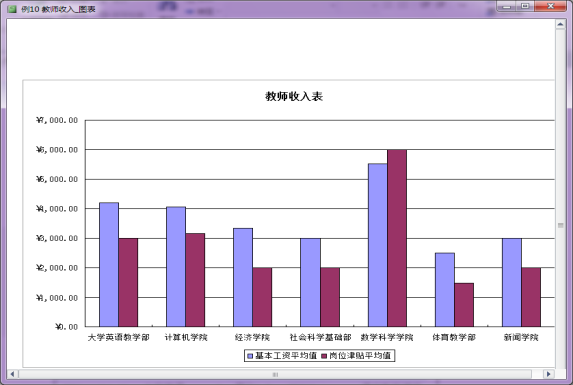 例10 教师收入_图表
教师收入表
¥7,000.00
¥6,000.00
¥5,000.00
¥4,000.00
¥3,000.00
¥2,000.00
¥1,000.00
¥0.00
大学英语教学部 计算机学院 经济学院 社会科学基础部 数学科学学院 体育教学部 新闻学院
基本工资平均值 岗位津贴平均值